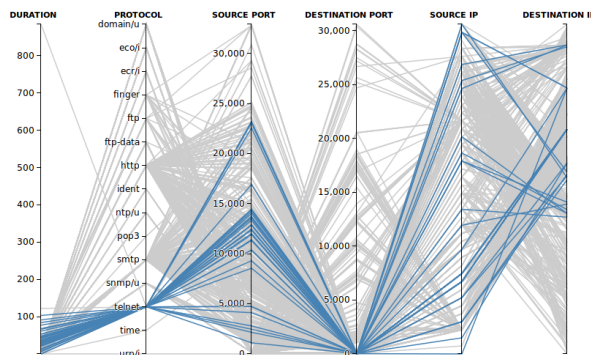 DURATION
PROTOCOL
SOURCE PORT
DESTINATION PORT
SOURCE IP
DESTINATION I
800
700
600
500
400
300
200
100
domain/u
eco/i
ecr/i
finger
ftp
ftp-data
http
ident
ntp/u
pop3
smtp
snmp/u
telnet
time
urp/i
30,000
25,000
20,000
15,000
10,000
5,000
0
30,000
25,000
20,000
15,000
10,000
5,000
0